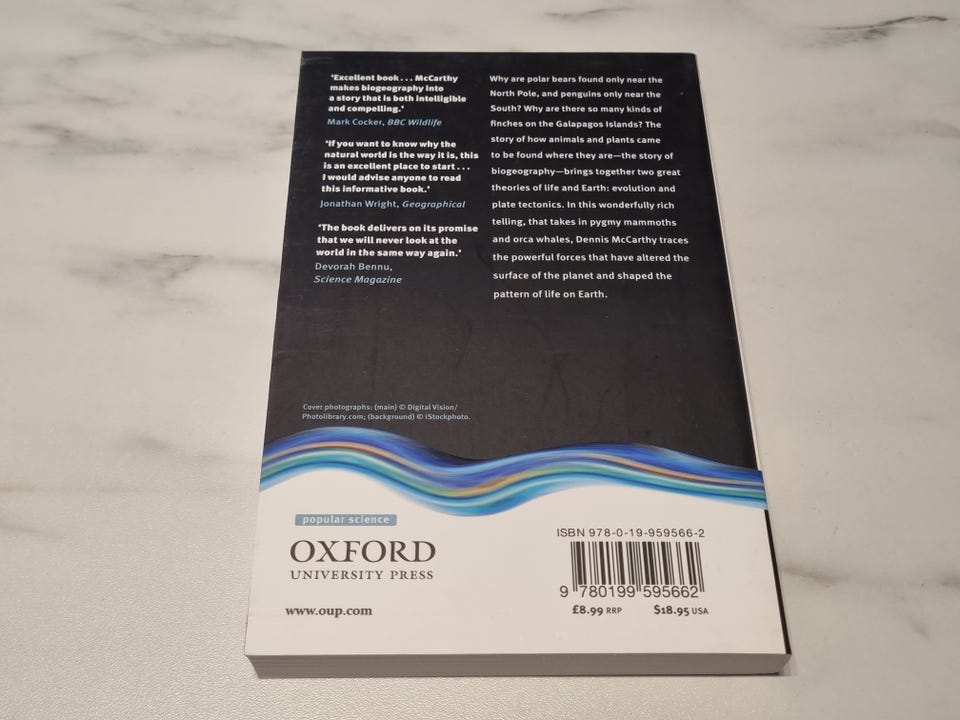 'Excellent book . . . McCarthy
makes biogeography into
a story that is both intelligible
and compelling.'
Mark Cocker, BBC Wildlife
'If you want to know why the
natural world is the way it is, this
is an excellent place to start . . .
I would advise anyone to read
this informative book.'
Jonathan Wright, Geographical
'The book delivers on its promise
that we will never look at the
world in the same way again.'
Devorah Bennu,
Science Magazine
Why are polar bears found only near the
North Pole, and penguins only near the
South? Why are there so many kinds of
finches on the Galapagos Islands? The
story of how animals and plants came
to be found where they are—the story of
biogeography—brings together two great
theories of life and Earth: evolution and
plate tectonics. In this wonderfully rich
telling, that takes in pygmy mammoths
and orca whales, Dennis McCarthy traces
the powerful forces that have altered the
surface of the planet and shaped the
pattern of life on Earth.
Cover photographs: (main) © Digital Vision/
Photolibrary.com; (background) © iStockphoto.
popular science
OXFORD
UNIVERSITY PRESS
www.oup.com
ISBN 978-0-19-959566-2
9 780199 595662
£8.99 RRP $18.95 USA